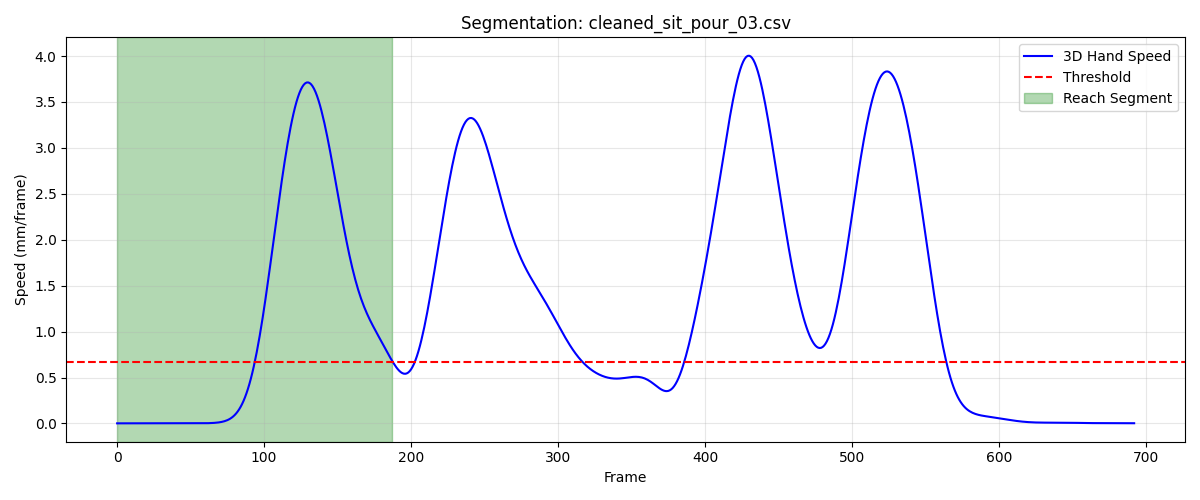 Segmentation: cleaned_sit_pour_03.csv
3D Hand Speed
Threshold
Reach Segment
Speed (mm/frame)
4.0
3.5
3.0
2.5
2.0
1.5
1.0
0.5
0.0
0 100 200 300 400 500 600 700
Frame